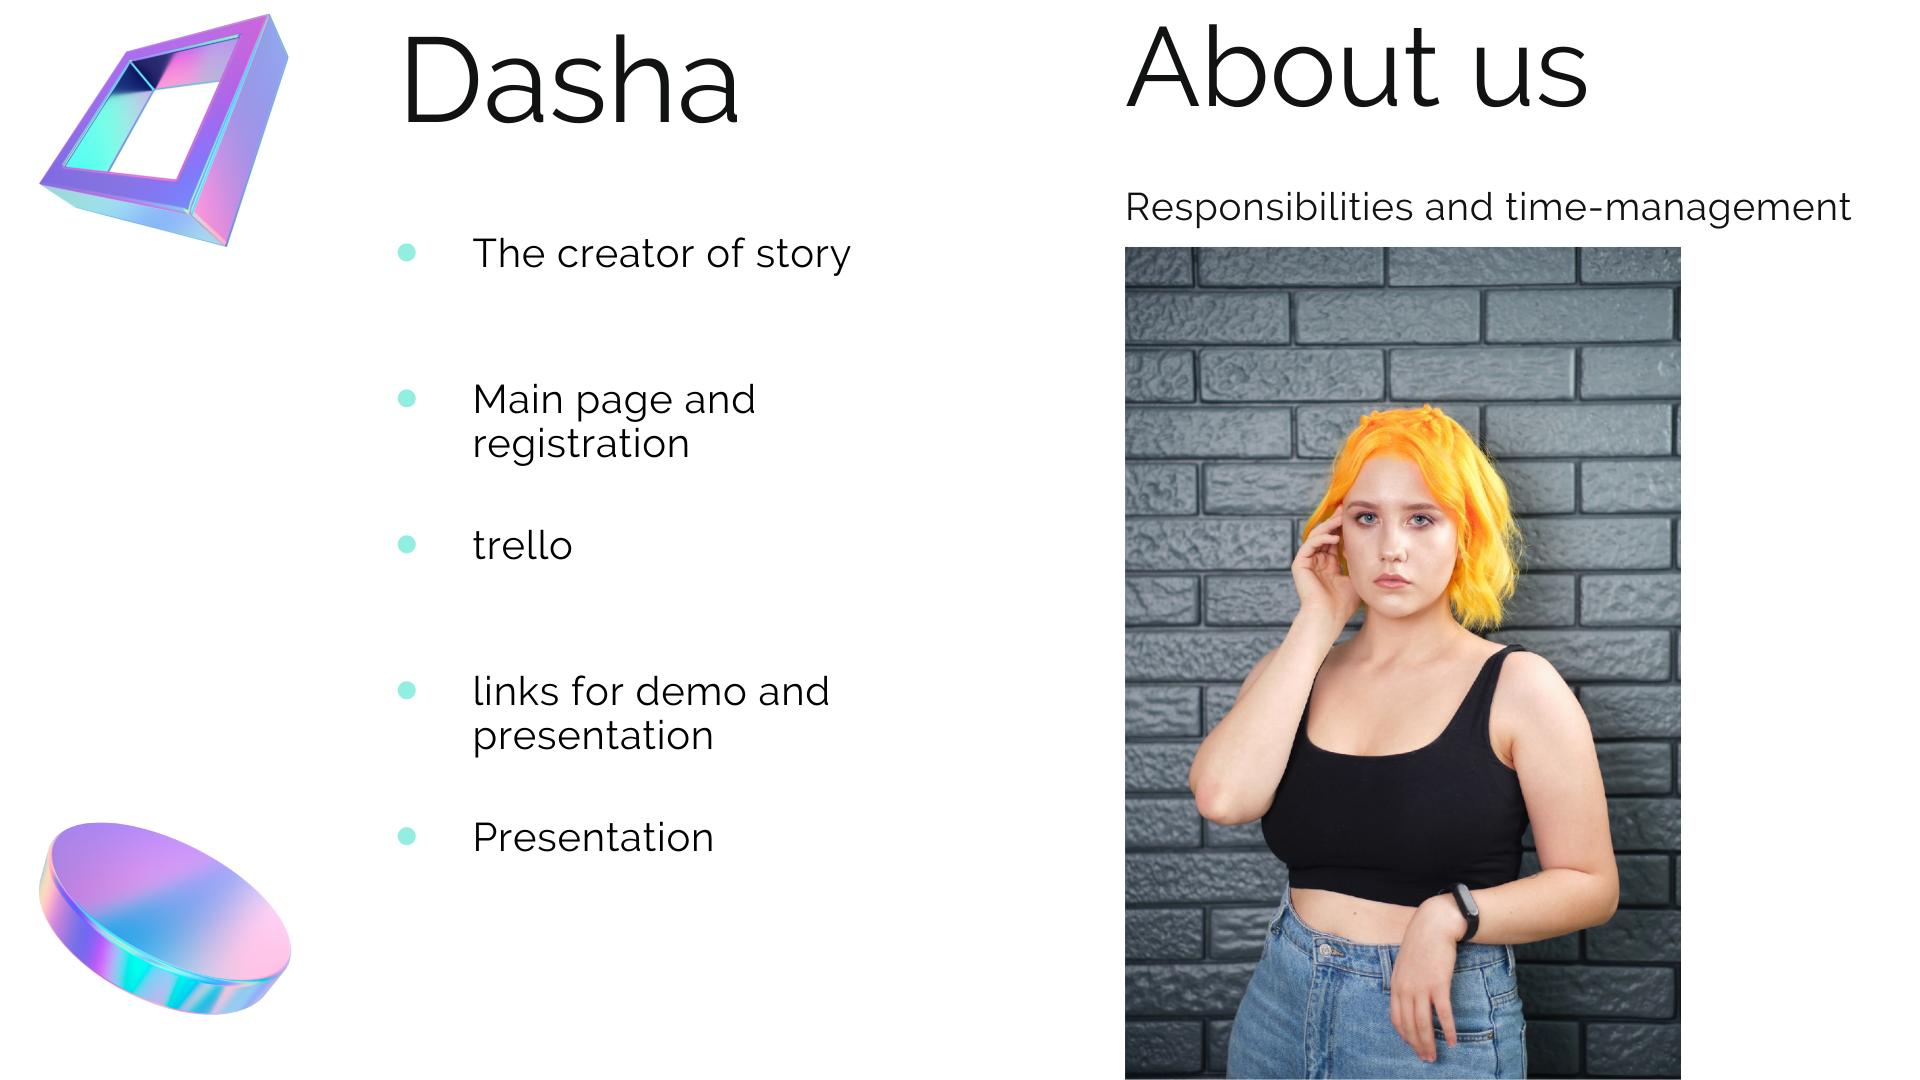 Dasha
The creator of story
Main page and
registration
trello
links for demo and
presentation
Presentation
About us
Responsibilities and time-management